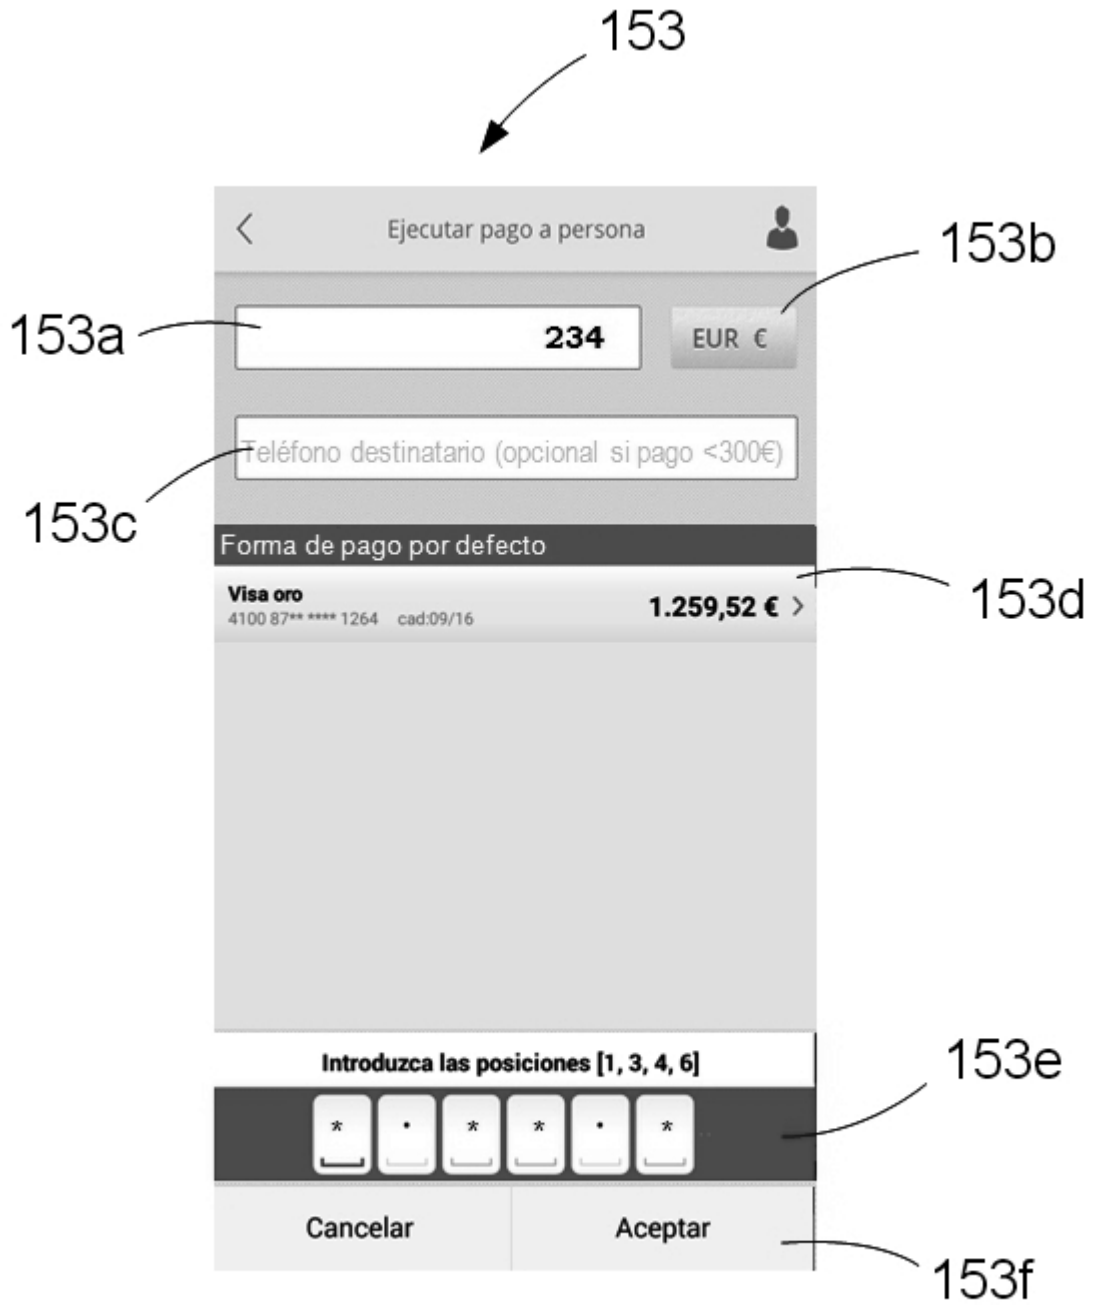 153
Ejecutar pago a persona
153b
153a
234
EUR €
Teléfono destinatario (opcional si pago <300€)
153c
Forma de pago por defecto
Visa oro
1.259,52 €
4100 87** **** 1264 cad:09/16
153d
Introduzca las posiciones [1, 3, 4, 6]
153e
* • * * • *
Cancelar
Aceptar
153f